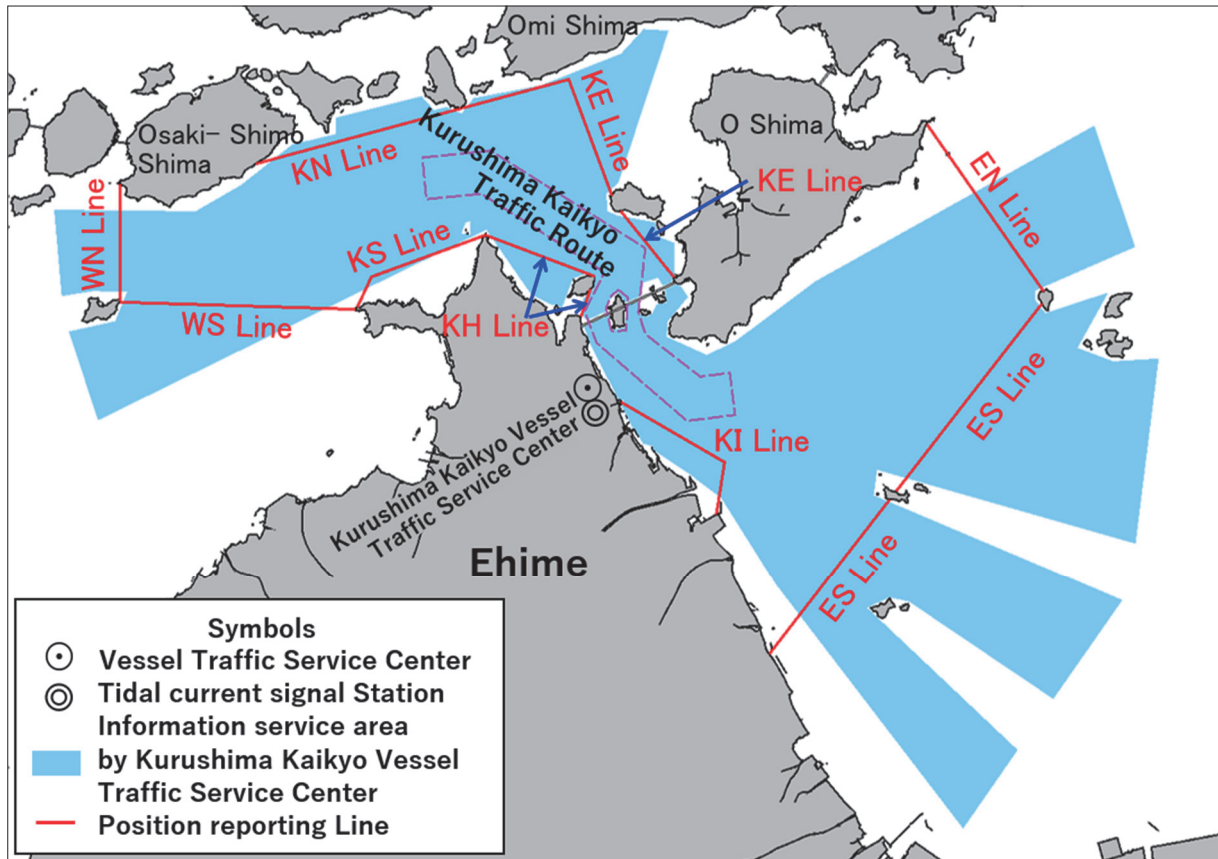 Omi Shima
Osaki- Shimo
Shima
O Shima
KN Line
KE Line
Kurushima Kaikyo
Traffic Route
KE Line
EN Line
WN Line
KS Line
WS Line
KH Line
KI Line
ES Line
ES Line
Kurushima Kaikyo Vessel
Traffic Service Center
Ehime
Symbols
Vessel Traffic Service Center
Tidal current signal Station
Information service area
by Kurushima Kaikyo Vessel
Traffic Service Center
Position reporting Line